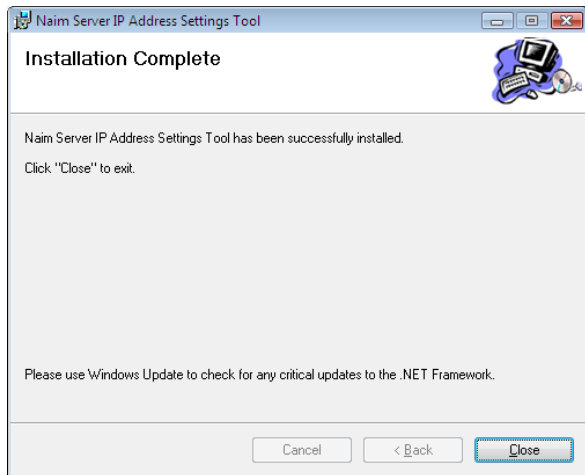 Naim Server IP Address Settings Tool
Installation Complete
Naim Server IP Address Settings Tool has been successfully installed.
Click "Close" to exit.
Please use Windows Update to check for any critical updates to the .NET Framework.
Cancel
< Back
Close